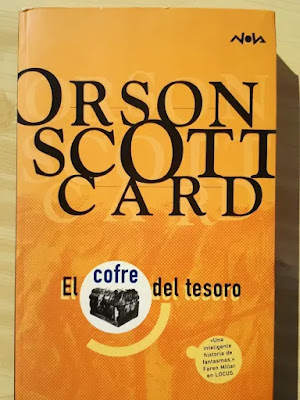 NOVA
ORSON
SCOTT
CARD
El cofre del tesoro
«Una
inteligente
historia de
fantasmas.»
Faren Miller
en LOCUS